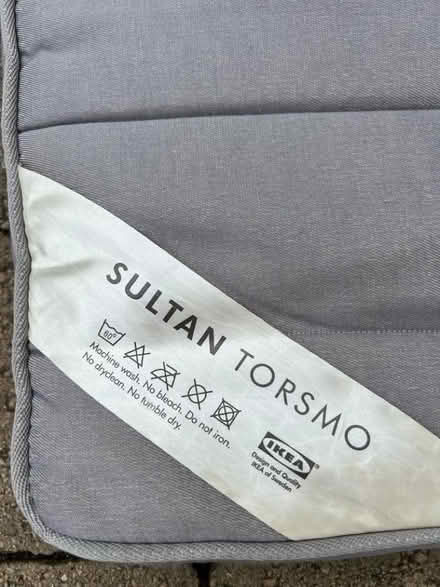 SULTAN TORSMO
60°
Machine wash. No bleach. Do not iron.
No dryclean. No tumble dry.
IKEA
Design and Quality
IKEA of Sweden